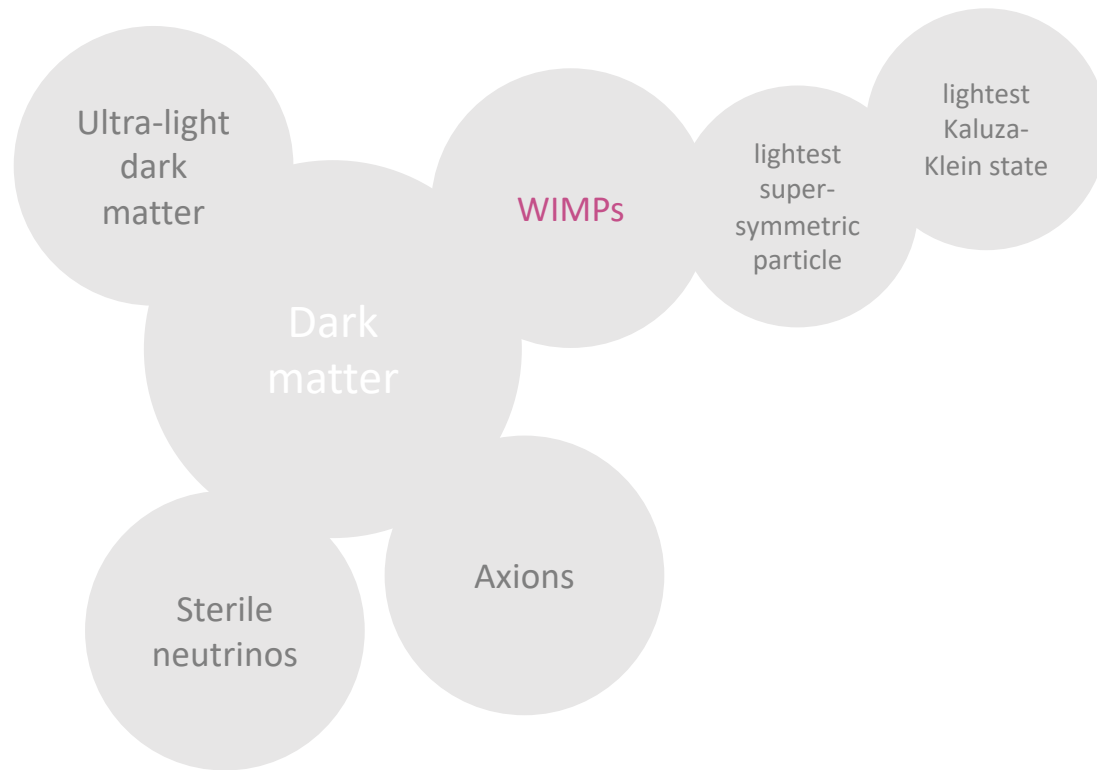 Ultra-light
dark
matter
WIMPs
lightest
super-
symmetric
particle
lightest
Kaluza-
Klein state
Dark
matter
Sterile
neutrinos
Axions